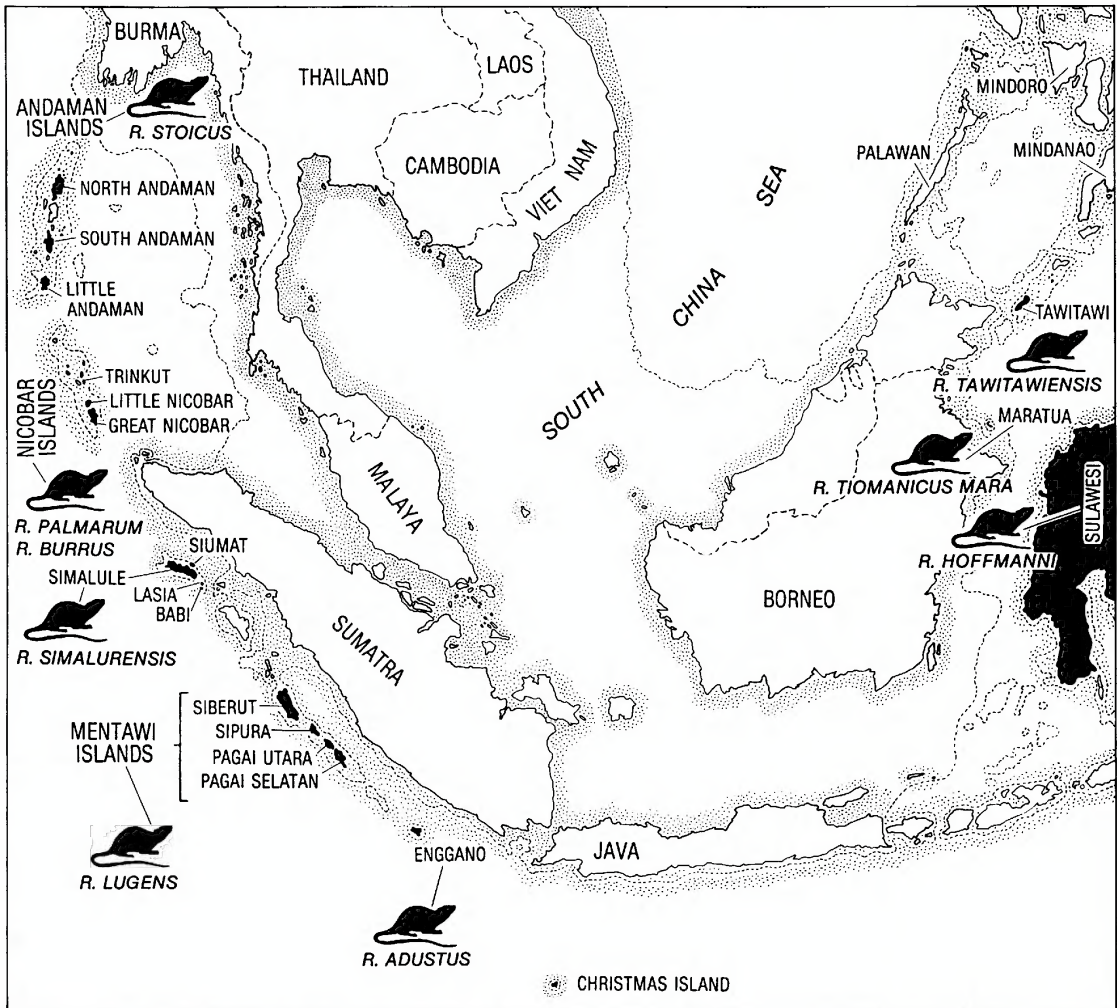 BURMA
LAOS
THAILAND
MINDORO
ANDAMAN
ISLANDS
R. STOICUS
CAMBODIA
VIET NAM
PALAWAN
MINDANAO
NORTH ANDAMAN
SEA
SOUTH ANDAMAN
LITTLE
ANDAMAN
CHINA
TAWITAWI
TRINKUT
LITTLE NICOBAR
GREAT NICOBAR
NICOBAR
ISLANDS
R. TAWITAWIENSIS
SOUTH
MARATUA
MALAYA
R. TIOMANICUS MARA
SULAWESI
R. PALMARUM
R. BURRUS
R. HOFFMANNI
SIUMAT
SIMALULE
LASIA
BABI
BORNEO
SUMATRA
R. SIMALURENSIS
SIBERUT
MENTAWI
ISLANDS
SIPURA
PAGAI UTARA
PAGAI SELATAN
ENGGANO
JAVA
R. LUGENS
R. ADUSTUS
CHRISTMAS ISLAND